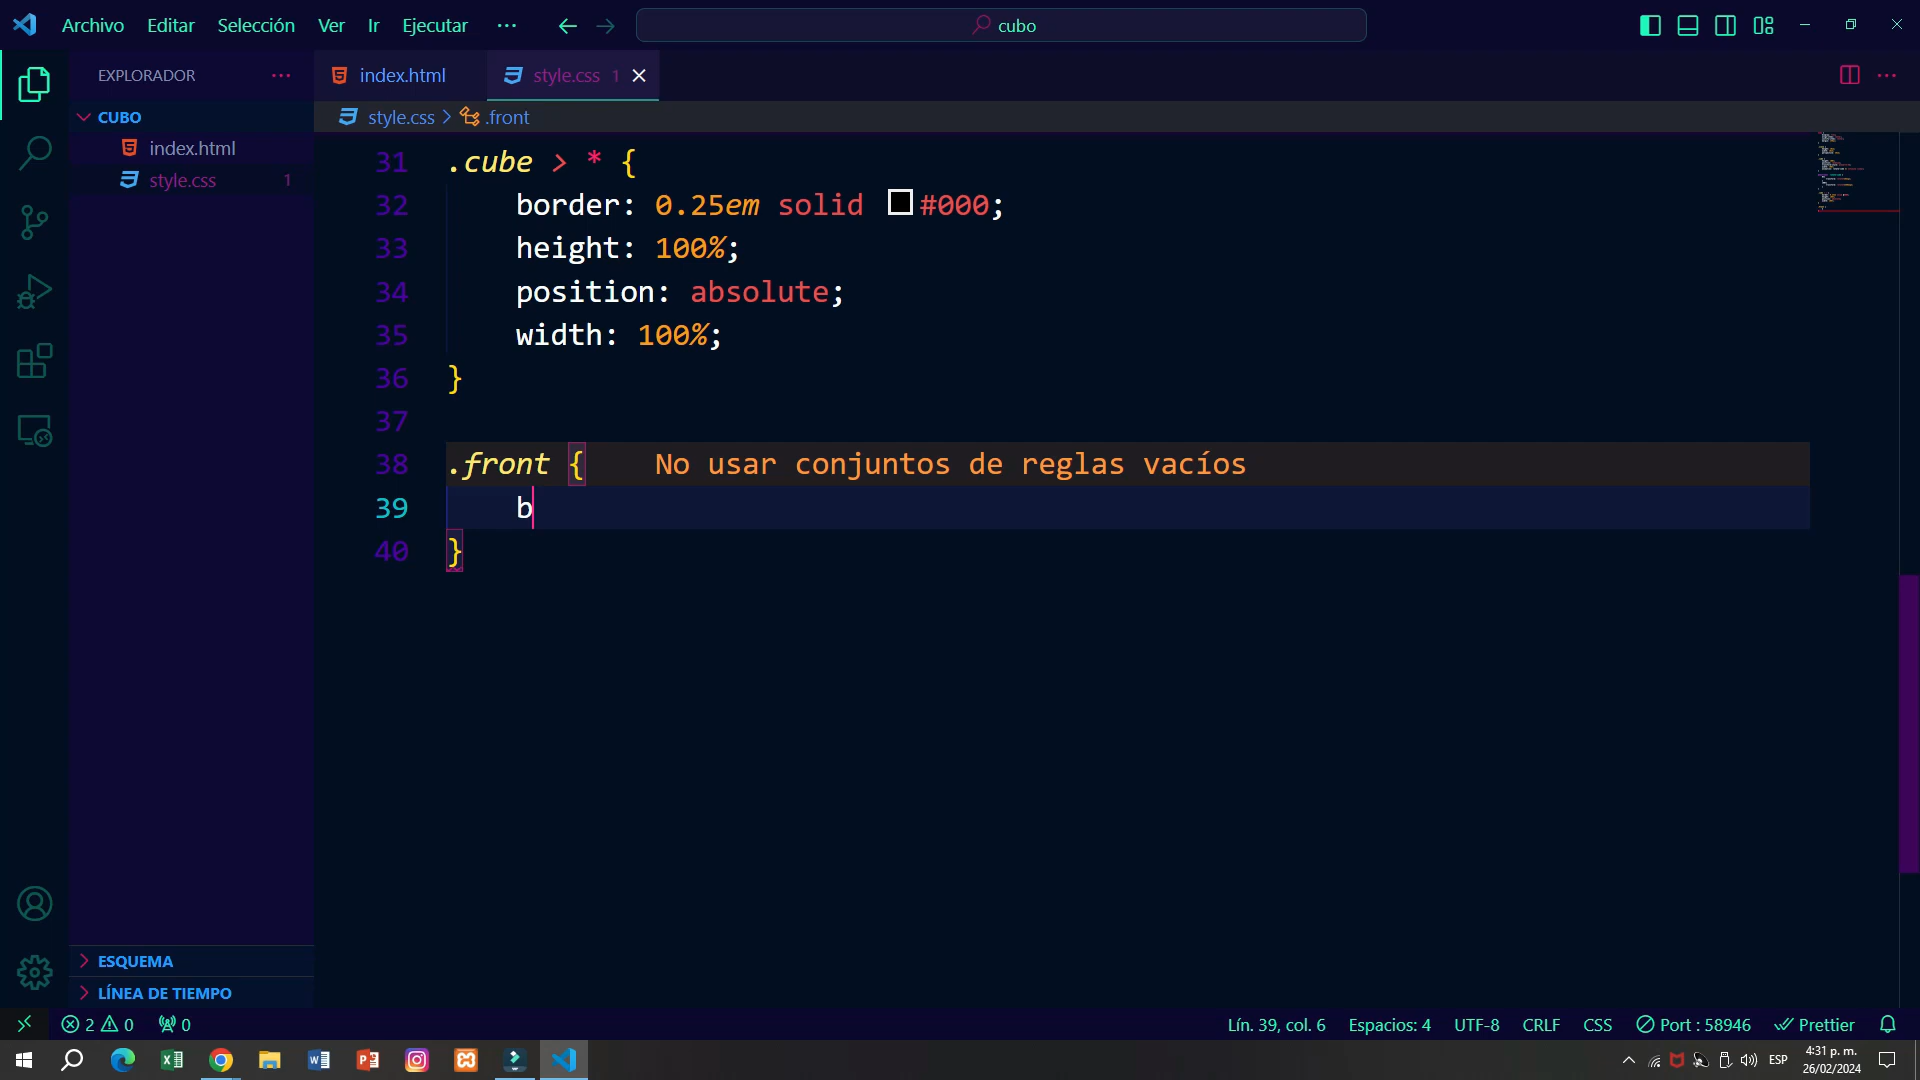 Archivo Editar Selección Ver Ir Ejecutar ··· cubo
EXPLORADOR ···
index.html
style.css 1
style.css > .front
CUBO
index.html
style.css 1
31 .cube > * {
32 border: 0.25em solid #000;
33 height: 100%;
34 position: absolute;
35 width: 100%;
36 }
37
38 .front { No usar conjuntos de reglas vacíos
39 b
40 }
ESQUEMA
LÍNEA DE TIEMPO
2 0 0 Lín. 39, col. 6 Espacios: 4 UTF-8 CRLF CSS Port : 58946 Prettier
ESP 4:31 p. m.
26/02/2024